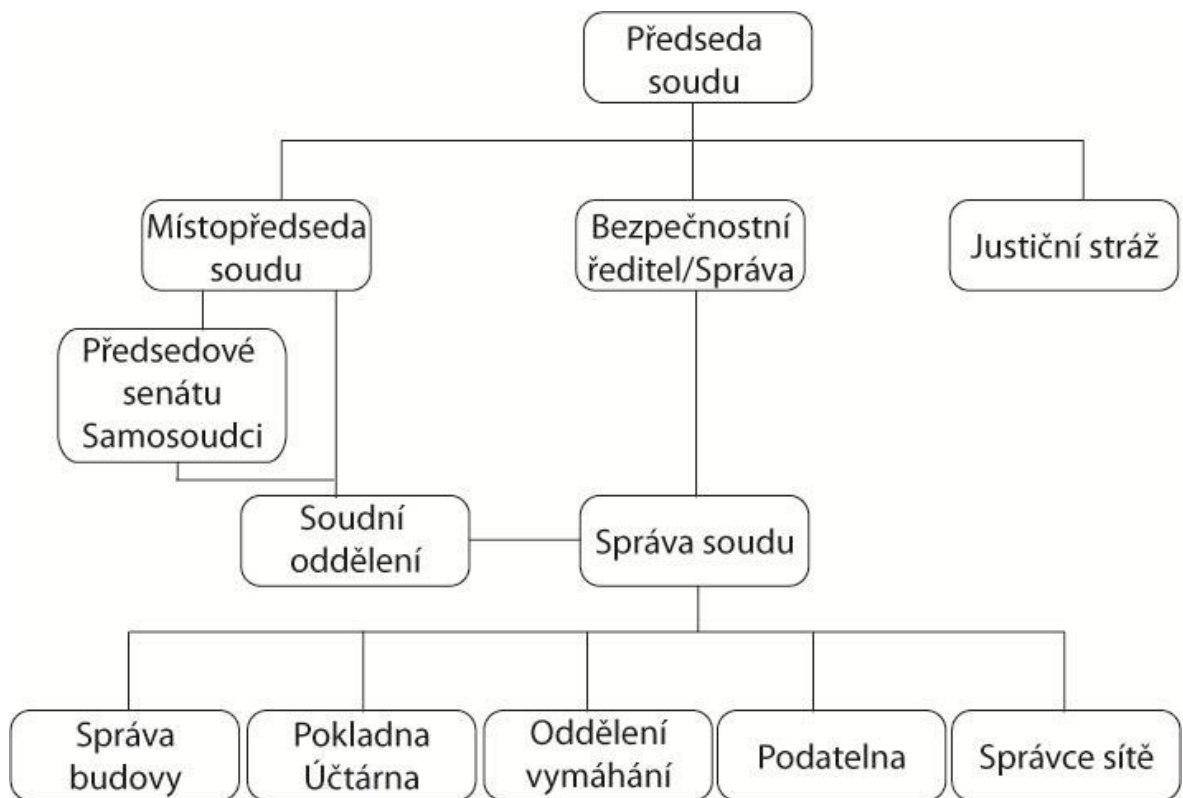 Předseda
soudu
Místopředseda
soudu
Bezpečnostní
ředitel/Správa
Justiční stráž
Předsedové
senátu
Samosoudci
Soudní
oddělení
Správa soudu
Správa
budovy
Pokladna
Účtárna
Oddělení
vymáhání
Podatelna
Správce sítě